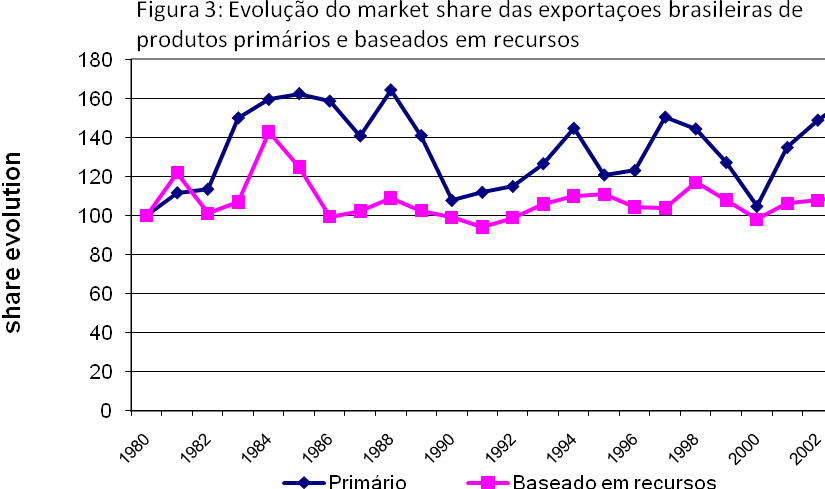 Figura 3: Evolução do market share das exportaçoes brasileiras de
produtos primários e baseados em recursos
180
160
140
120
100
80
60
40
20
0
share evolution
1980 1982 1984 1986 1988 1990 1992 1994 1996 1998 2000 2002
Primário Baseado em recursos